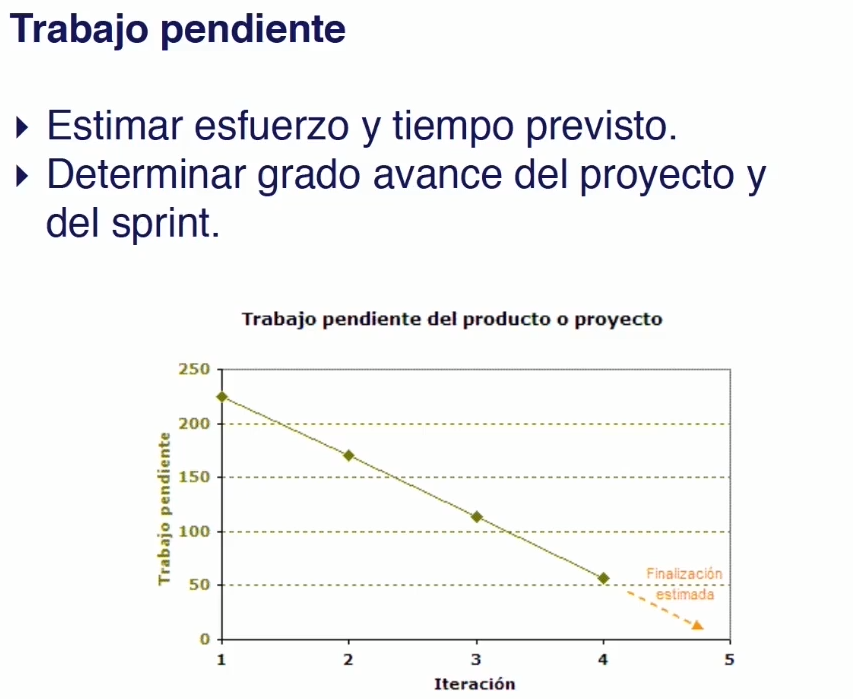 Trabajo pendiente
Estimar esfuerzo y tiempo previsto.
Determinar grado avance del proyecto y
del sprint.
Trabajo pendiente del producto o proyecto
250
200
150
100
50
0
Trabajo pendiente
Finalización
estimada
1 2 3 4 5
Iteración